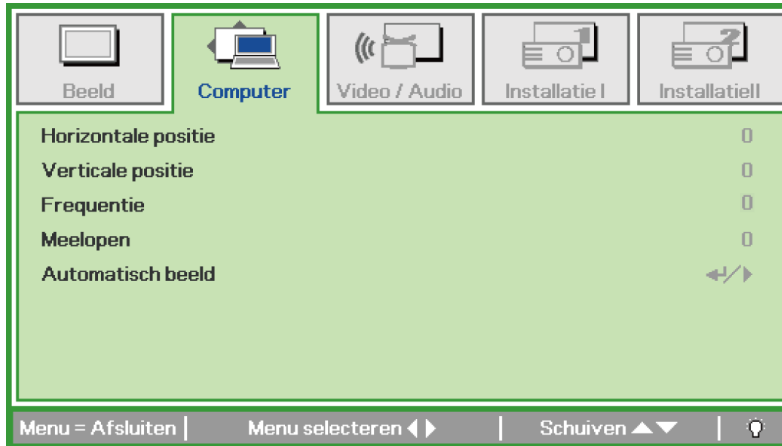 Beeld Computer Video / Audio Installatie I InstallatieII
Horizontale positie 0
Verticale positie 0
Frequentie 0
Meelopen 0
Automatisch beeld
Menu = Afsluiten | Menu selecteren | Schuiven |